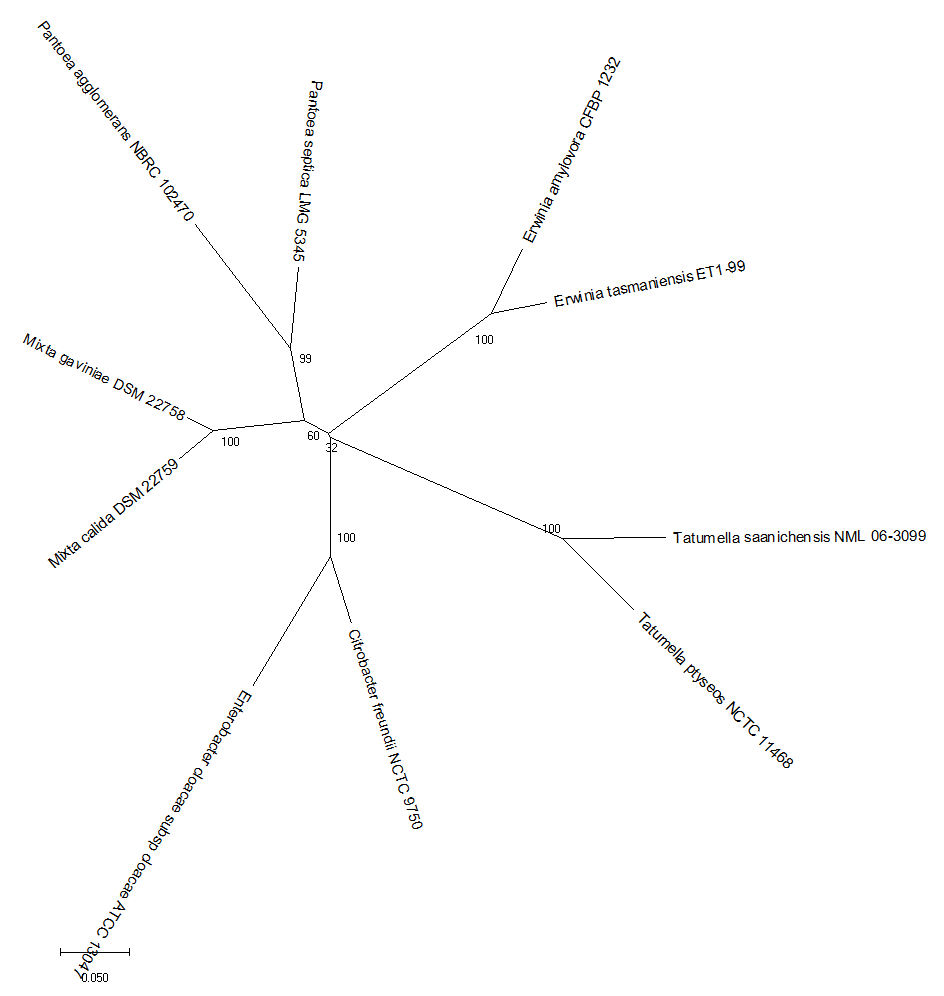 Pantoea agglomerans NBRC 102470
Pantoea septica LMG 5345
Erwinia amylovora CFBP 1232
Erwinia tasmaniensis ET1-99
Mixta gaviniae DSM 22758
99
100
100
60
32
Mixta calida DSM 22759
100
100
Tatumella saanichensis NML 06-3099
Tatumella ptyseos NCTC 11468
Citrobacter freundii NCTC 9750
Enterobacter cloacae subsp cloacae ATCC 13047
0.050